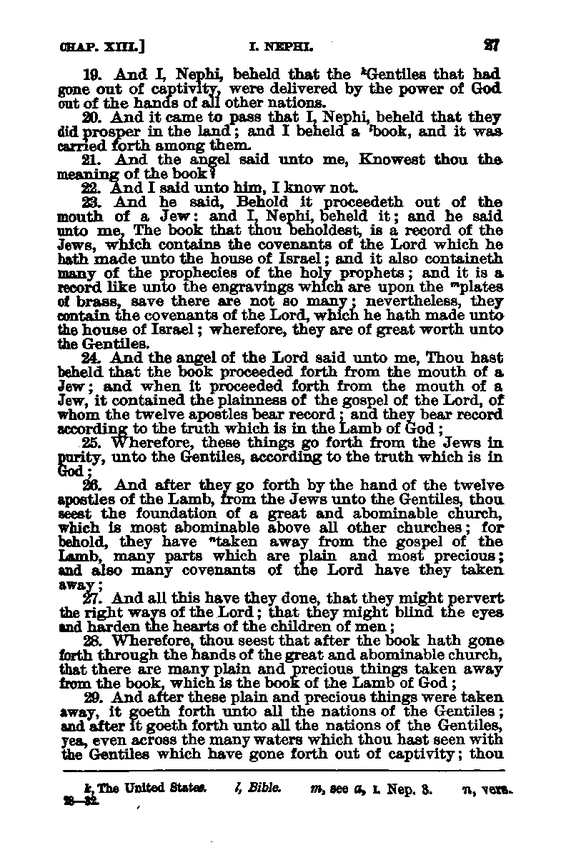 CHAP. XIII.] I. NEPHI. 27
19. And I, Nephi, beheld that the kGentiles that had
gone out of captivity, were delivered by the power of God
out of the hands of all other nations.
20. And it came to pass that I, Nephi, beheld that they
did prosper in the land; and I beheld a lbook, and it was
carried forth among them.
21. And the angel said unto me, Knowest thou the
meaning of the book?
22. And I said unto him, I know not.
23. And he said, Behold it proceedeth out of the
mouth of a Jew: and I, Nephi, beheld it; and he said
unto me, The book that thou beholdest, is a record of the
Jews, which contains the covenants of the Lord which he
hath made unto the house of Israel; and it also containeth
many of the prophecies of the holy prophets; and it is a
record like unto the engravings which are upon the mplates
of brass, save there are not so many; nevertheless, they
contain the covenants of the Lord, which he hath made unto
the house of Israel; wherefore, they are of great worth unto
the Gentiles.
24. And the angel of the Lord said unto me, Thou hast
beheld that the book proceeded forth from the mouth of a
Jew; and when it proceeded forth from the mouth of a
Jew, it contained the plainness of the gospel of the Lord, of
whom the twelve apostles bear record; and they bear record
according to the truth which is in the Lamb of God;
25. Wherefore, these things go forth from the Jews in
purity, unto the Gentiles, according to the truth which is in
God;
26. And after they go forth by the hand of the twelve
apostles of the Lamb, from the Jews unto the Gentiles, thou
seest the foundation of a great and abominable church,
which is most abominable above all other churches; for
behold, they have ntaken away from the gospel of the
Lamb, many parts which are plain and most precious;
and also many covenants of the Lord have they taken
away;
27. And all this have they done, that they might pervert
the right ways of the Lord; that they might blind the eyes
and harden the hearts of the children of men;
28. Wherefore, thou seest that after the book hath gone
forth through the hands of the great and abominable church,
that there are many plain and precious things taken away
from the book, which is the book of the Lamb of God;
29. And after these plain and precious things were taken
away, it goeth forth unto all the nations of the Gentiles;
and after it goeth forth unto all the nations of the Gentiles,
yea, even across the many waters which thou hast seen with
the Gentiles which have gone forth out of captivity; thou
k, The United States. l, Bible. m, see a, I. Nep. 3. n, vers.
28—32.